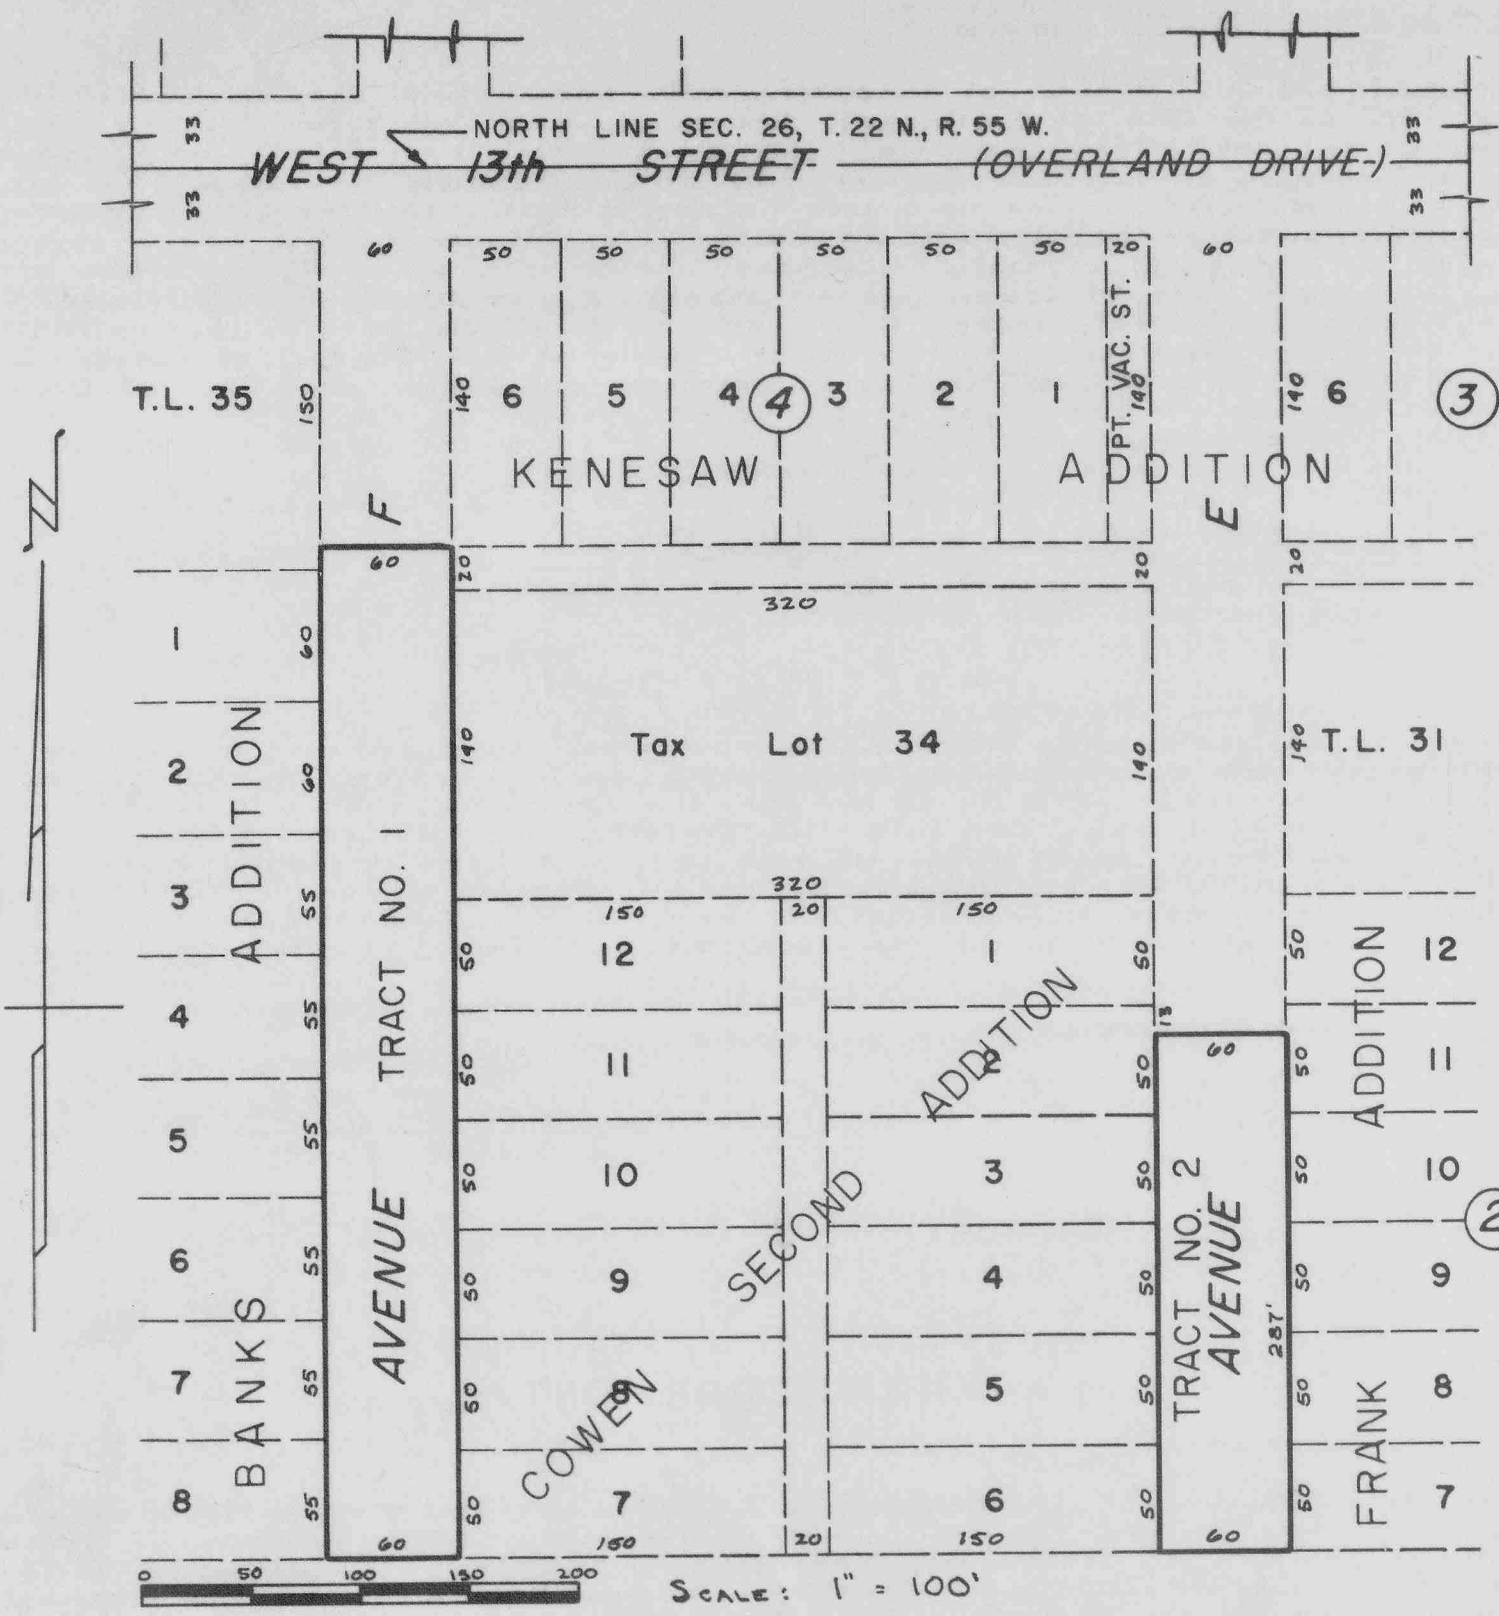 NORTH LINE SEC. 26, T. 22 N., R. 55 W.
33 33
WEST 13th STREET (OVERLAND DRIVE)
33 33
60 50 50 50 50 50 50 20 60
T.L. 35 150 140 6 5 4 4 3 2 1 PT. VAC. ST. 140 140 6 3
KENESAW ADDITION
F E
60 20 20 20
320
1 60
Tax Lot 34
140 140 140 T.L. 31
2 60
320
3 55 150 20 150
50 12 1 50 50 12
4 55 13
60
50 11 2 50 50 11
5 55
50 10 3 50 50 10
6 55
50 9 4 50 50 9
287'
7 55
50 8 5 50 50 8
8 55
50 7 6 50 50 7
60 150 20 150 60
BANKS ADDITION
AVENUE TRACT NO. 1
COWEN SECOND ADDITION
TRACT NO. 2
AVENUE
FRANK ADDITION
2
0 50 100 150 200
SCALE: 1" = 100'